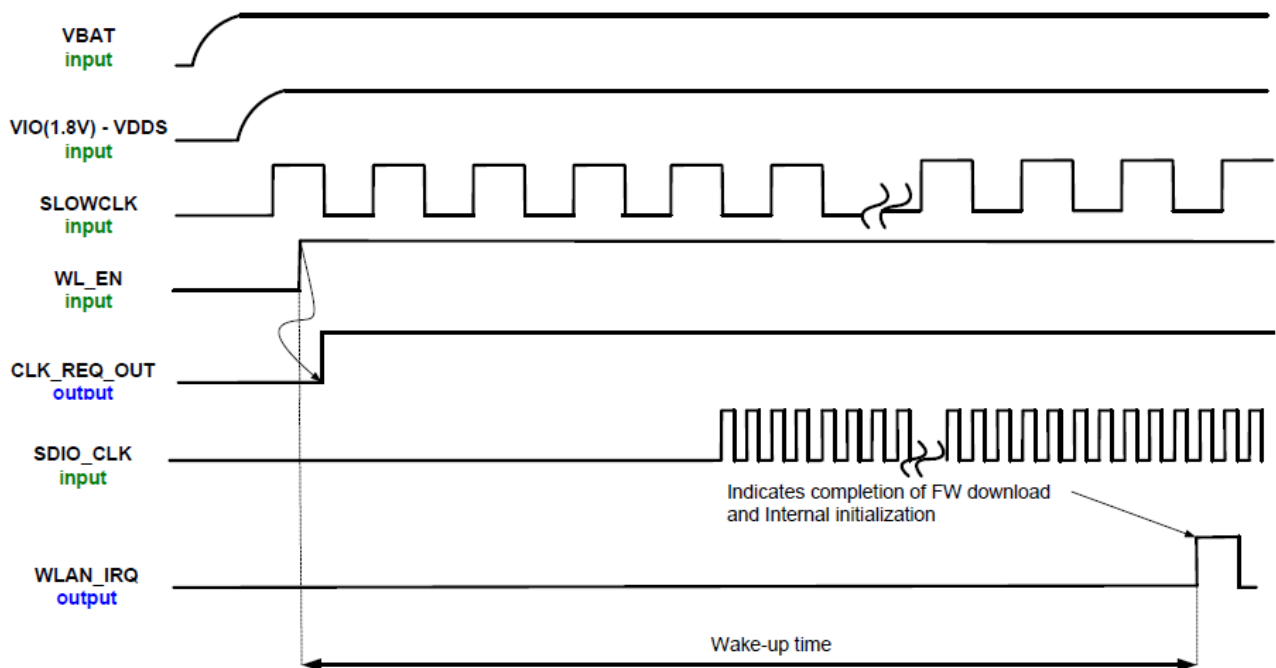 VBAT
input
VIO(1.8V) - VDDS
input
SLOWCLK
input
WL_EN
input
CLK_REQ_OUT
output
SDIO_CLK
input
Indicates completion of FW download
and Internal initialization
WLAN_IRQ
output
Wake-up time